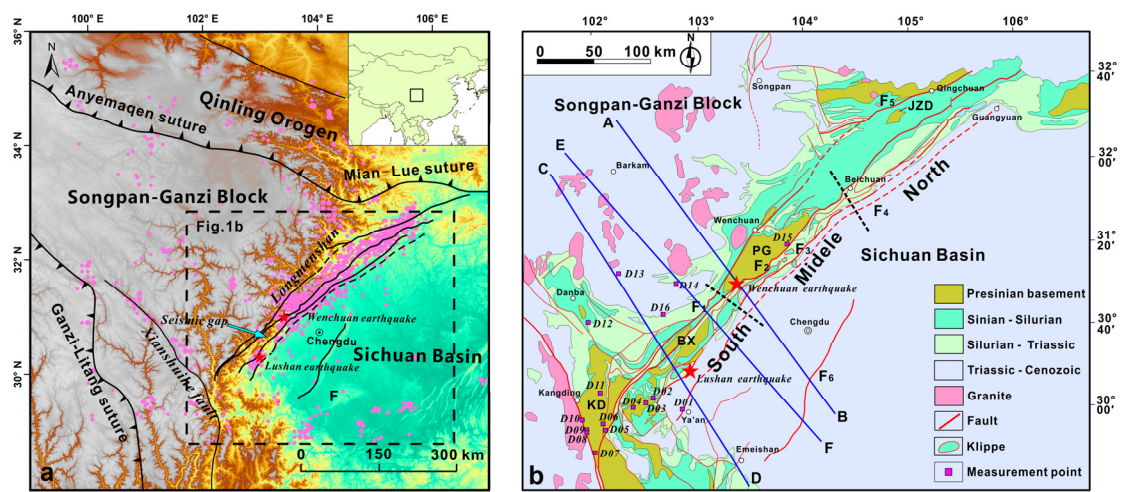 100° E
102° E
104° E
106° E
36° N
34° N
32° N
30° N
N
Qinling Orogen
Anyemaqen suture
Mian-Lue suture
Songpan-Ganzi Block
Fig.1b
Longmenshan
Seismic gap
Wenchuan earthquake
Chengdu
Sichuan Basin
Lushan earthquake
Ganzi-Litang suture
Xianshuihe fault
F
0 150 300 km
a
102°
103°
104°
105°
106°
0 50 100 km
N
32°
40′
32°
00′
31°
20′
30°
40′
30°
00′
Songpan-Ganzi Block
Songpan
F5
JZD
Qingchuan
Guangyuan
A
E
C
Barkam
Beichuan
North
F4
Wenchuan
D15
PG
F3
F2
Midele
Sichuan Basin
D13
D14
Wenchuan earthquake
Danba
D16
F1
D12
BX
South
Chengdu
Lushan earthquake
F6
D11
Kangding
KD
D02
D04
D03
D01
Ya'an
D10
D06
D09
D05
D08
D07
Emeishan
B
F
D
Presinian basement
Sinian - Silurian
Silurian - Triassic
Triassic - Cenozoic
Granite
Fault
Klippe
Measurement point
b